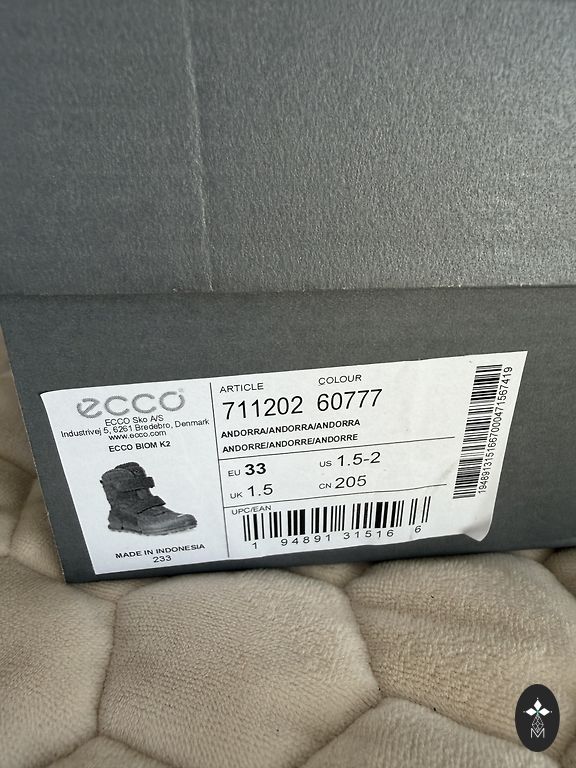 ecco
ECCO Sko A/S
Industrivej 5, 6261 Bredebro, Denmark
www.ecco.com
ECCO BIOM K2
MADE IN INDONESIA
233
ARTICLE COLOUR
711202 60777
ANDORRA/ANDORRA/ANDORRA
ANDORRE/ANDORRE/ANDORRE
EU 33 US 1.5-2
UK 1.5 CN 205
UPC/EAN
1 94891 31516 6
1948913151667000471567419
M